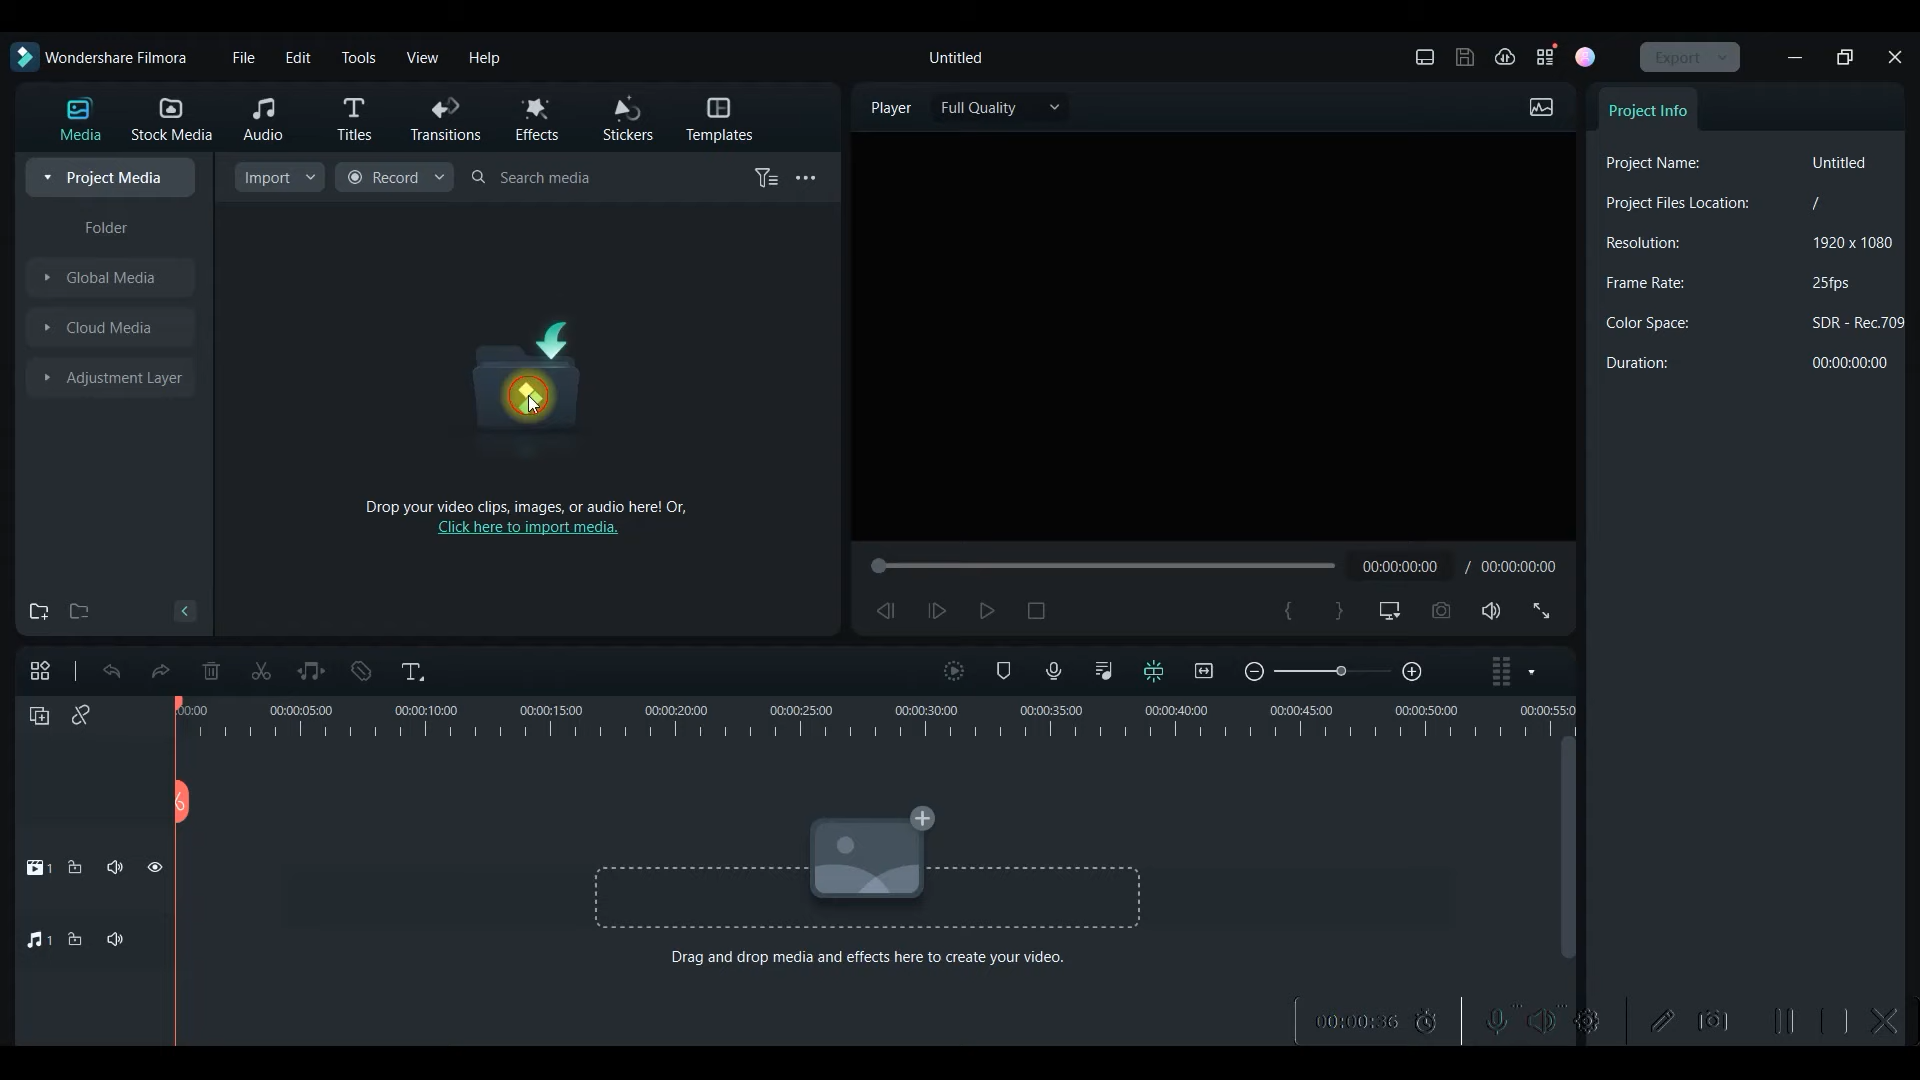 Wondershare Filmora File Edit Tools View Help Untitled Export
Media Stock Media Audio Titles Transitions Effects Stickers Templates
Player Full Quality
Project Info
Project Media
Folder
Global Media
Cloud Media
Adjustment Layer
Import Record Search media
Drop your video clips, images, or audio here! Or,
Click here to import media.
00:00:00:00 / 00:00:00:00
{ }
Project Name: Untitled
Project Files Location: /
Resolution: 1920 x 1080
Frame Rate: 25fps
Color Space: SDR - Rec.709
Duration: 00:00:00:00
:00:00 00:00:05:00 00:00:10:00 00:00:15:00 00:00:20:00 00:00:25:00 00:00:30:00 00:00:35:00 00:00:40:00 00:00:45:00 00:00:50:00 00:00:55:0
1
1
Drag and drop media and effects here to create your video.
00:00:36